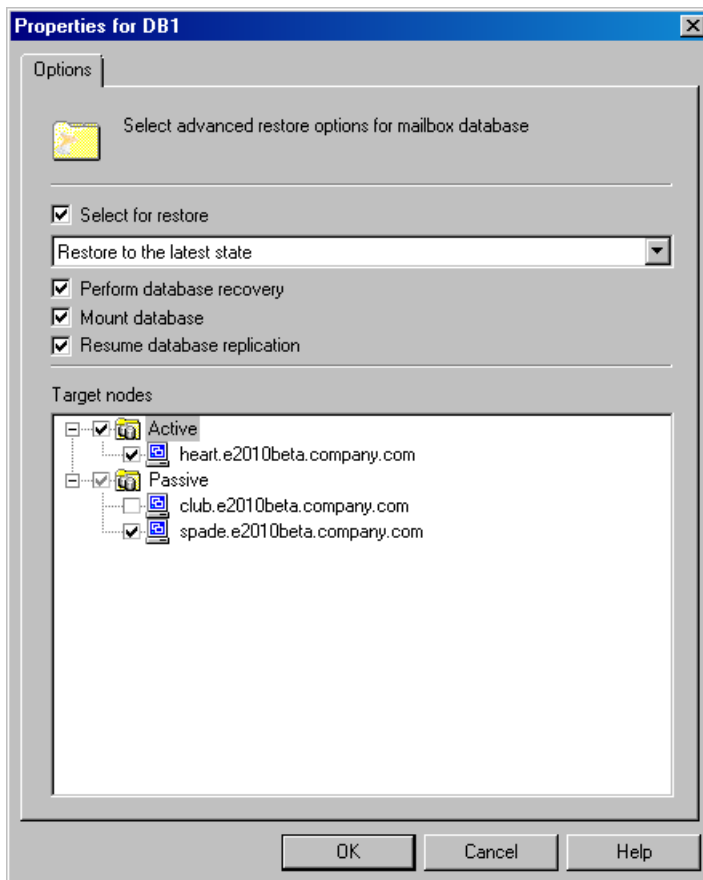 Properties for DB1
Options
Select advanced restore options for mailbox database
Select for restore
Restore to the latest state
Perform database recovery
Mount database
Resume database replication
Target nodes
Active
heart.e2010beta.company.com
Passive
club.e2010beta.company.com
spade.e2010beta.company.com
OK Cancel Help